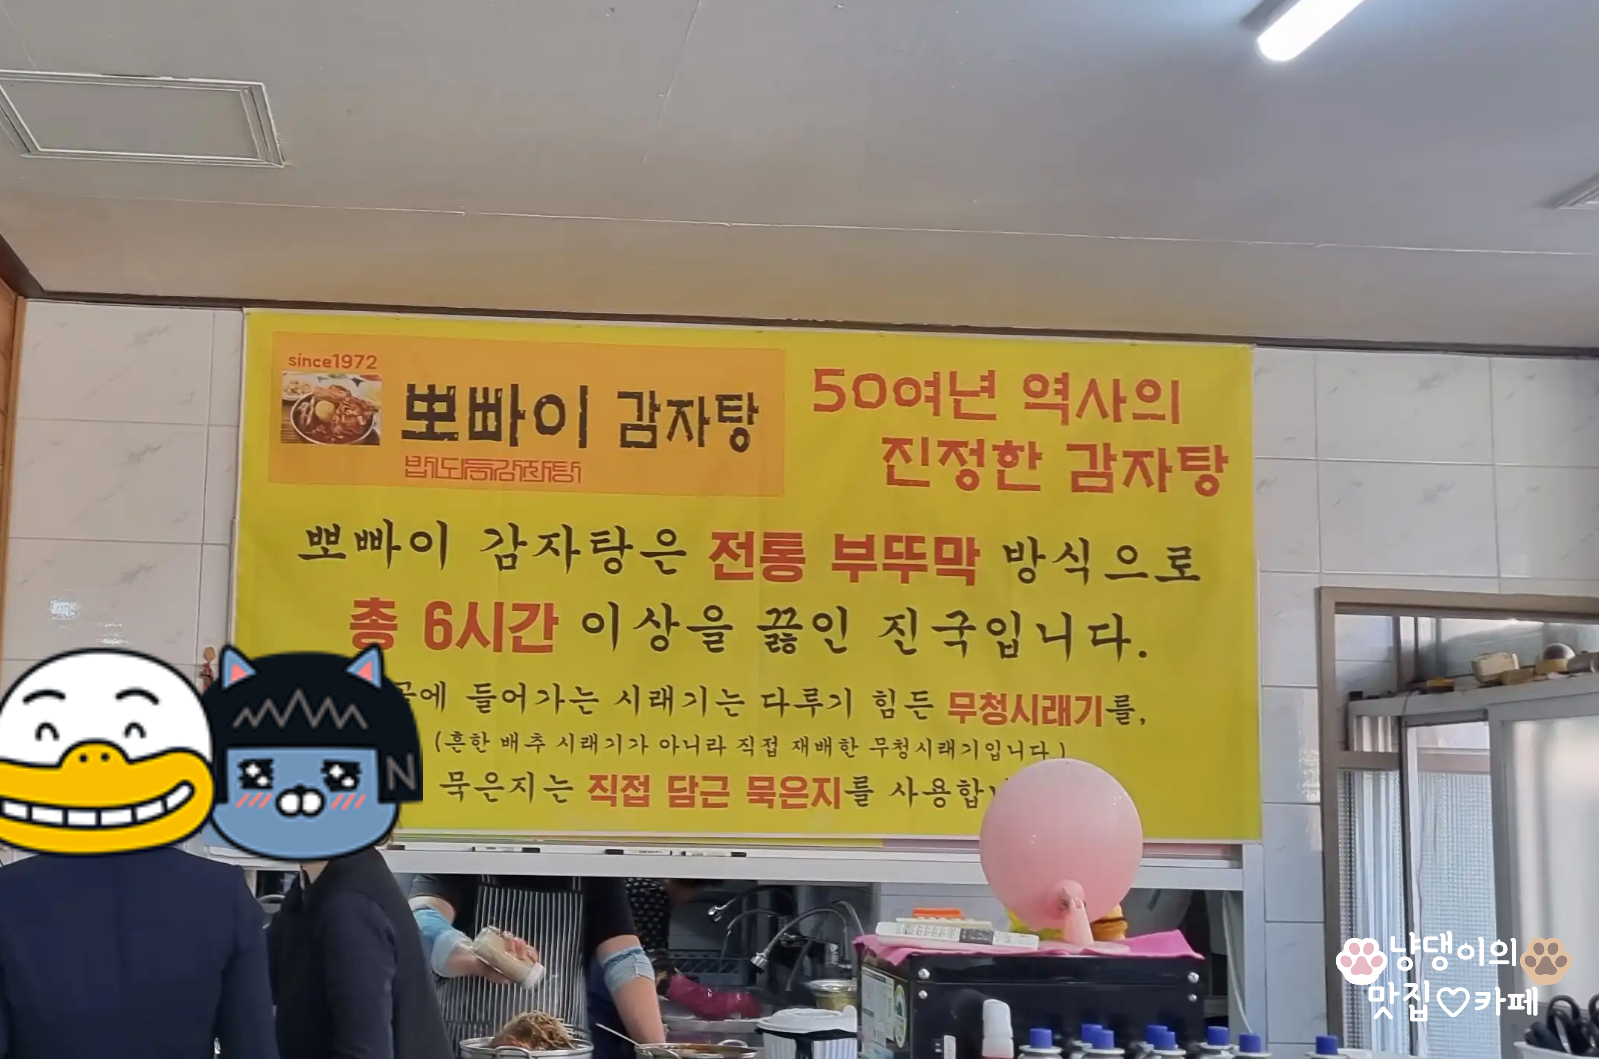 since1972
뽀빠이 감자탕
밥도둑감자탕
50여년 역사의
진정한 감자탕
뽀빠이 감자탕은 전통 부뚜막 방식으로
총 6시간 이상을 끓인 진국입니다.
에 들어가는 시래기는 다루기 힘든 무청시래기를,
(흔한 배추 시래기가 아니라 직접 재배한 무청시래기입니다.)
묵은지는 직접 담근 묵은지를 사용합
N
냥댕이의
맛집♡카페